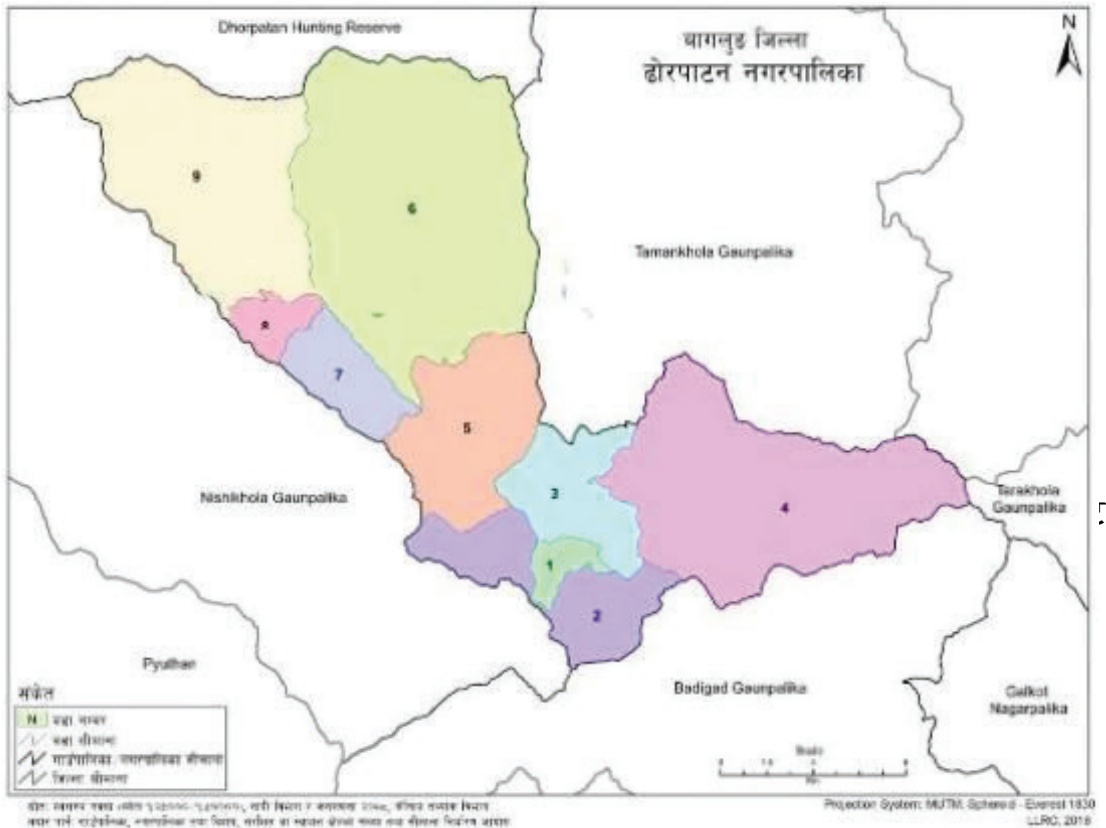 Dhorpatan Hunting Reserve
N
बागलुङ जिल्ला
ढोरपाटन नगरपालिका
9
6
Tamankhola Gaunpalika
8
7
5
3
4
Nishikhola Gaunpalika
Tarakhola
Gaunpalika
1
2
Pyuthan
Badigad Gaunpalika
Galkot
Nagarpalika
संकेत
N वडा नम्बर
वडा सीमाना
गाउँपालिका नगरपालिका सीमाना
जिल्ला सीमाना
Scale
Projection System: MUTM, Spheroid - Everest 1830
LLRC, 2018